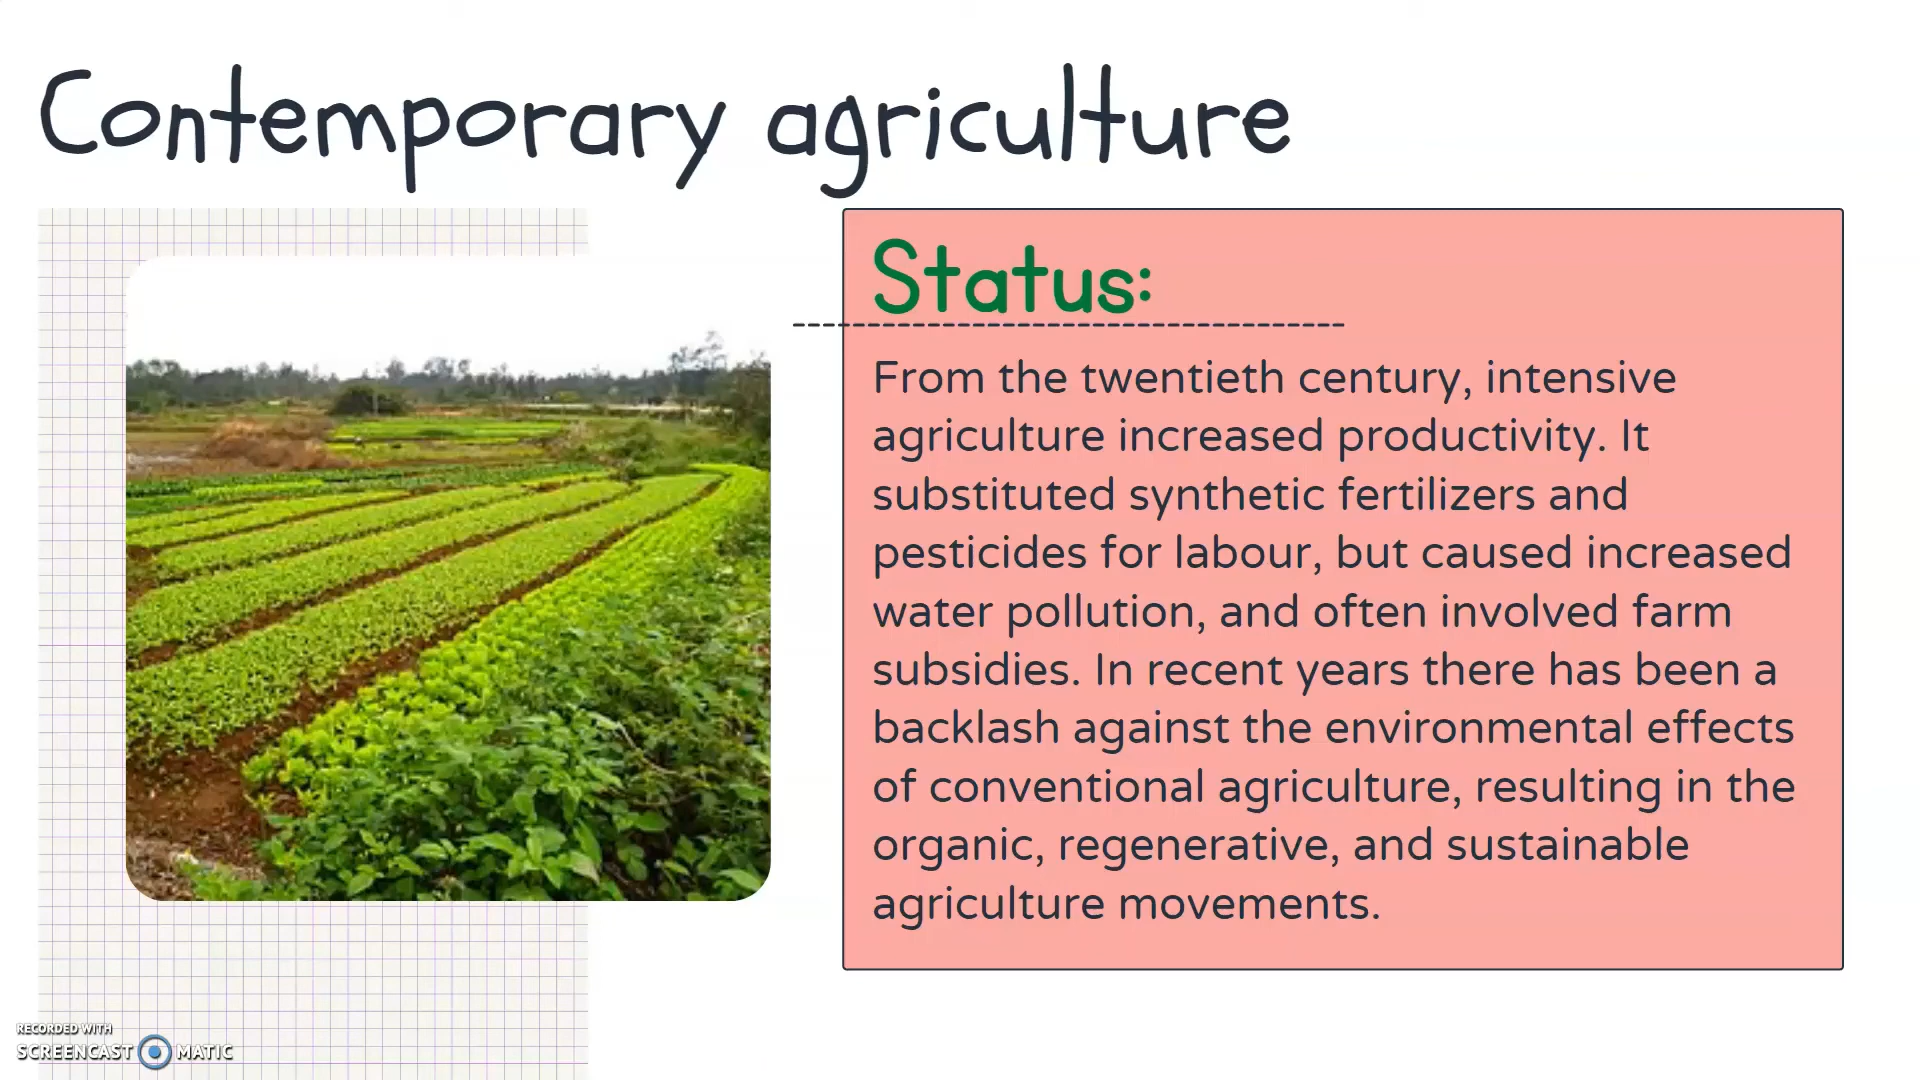 Contemporary agriculture
Status:
From the twentieth century, intensive
agriculture increased productivity. It
substituted synthetic fertilizers and
pesticides for labour, but caused increased
water pollution, and often involved farm
subsidies. In recent years there has been a
backlash against the environmental effects
of conventional agriculture, resulting in the
organic, regenerative, and sustainable
agriculture movements.
RECORDED WITH
SCREENCAST MATIC